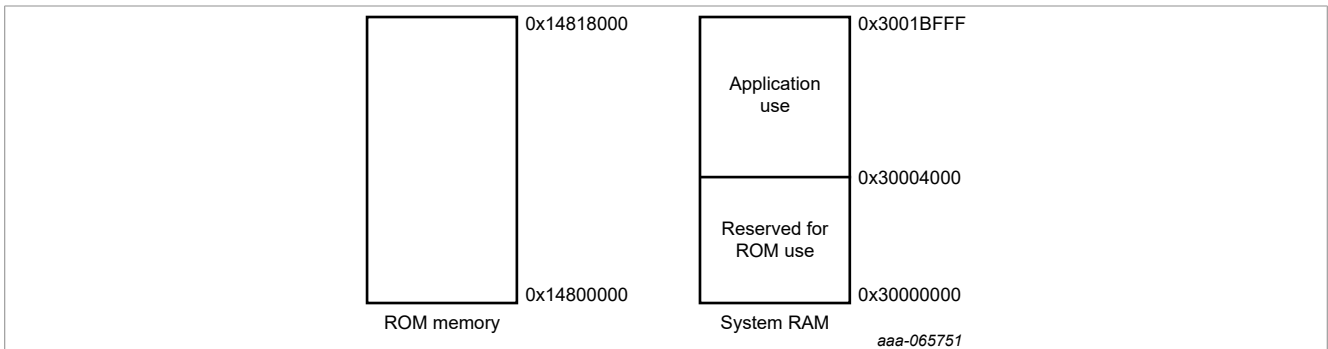 0x14818000
0x14800000
ROM memory
0x3001BFFF
Application
use
0x30004000
Reserved for
ROM use
0x30000000
System RAM
aaa-065751